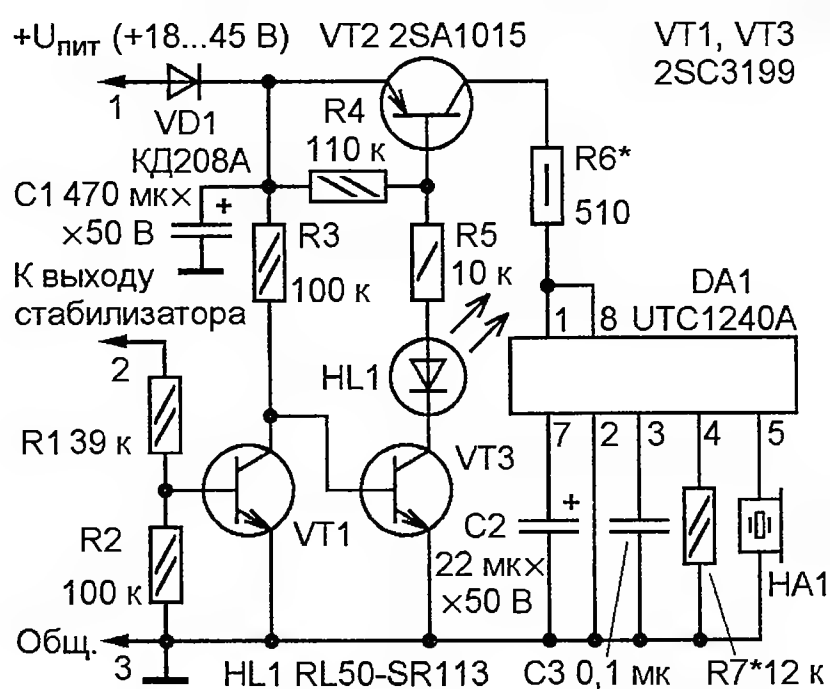 +Uпит (+18...45 В)
VT2 2SA1015
VT1, VT3
2SC3199
1
VD1
КД208А
R4
110 к
R6*
510
C1 470 мк×
×50 В
+
R3
100 к
R5
10 к
К выходу
стабилизатора
DA1
1
8
UTC1240A
2
HL1
7
2
3
4
5
R1 39 к
VT1
VT3
R2
100 к
C2
+
22 мк×
×50 В
HA1
Общ.
3
HL1 RL50-SR113
C3 0,1 мк
R7*12 к